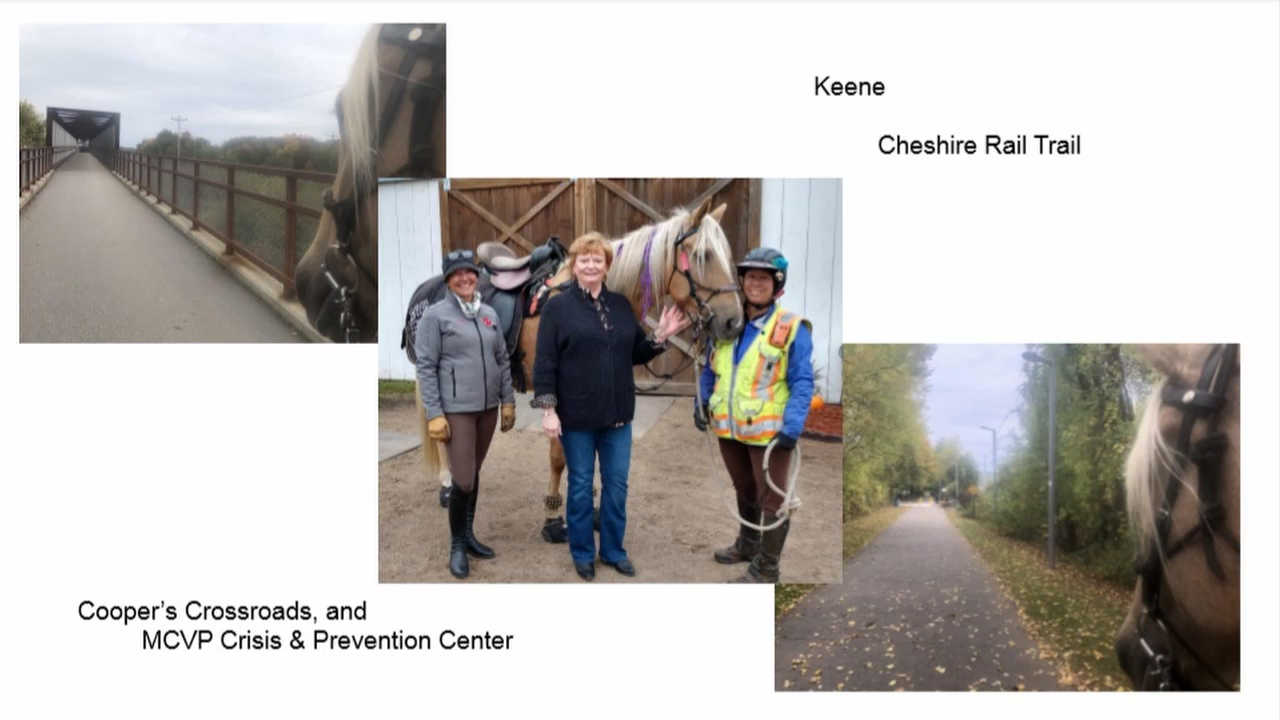 Keene
Cheshire Rail Trail
Cooper's Crossroads, and
MCVP Crisis & Prevention Center